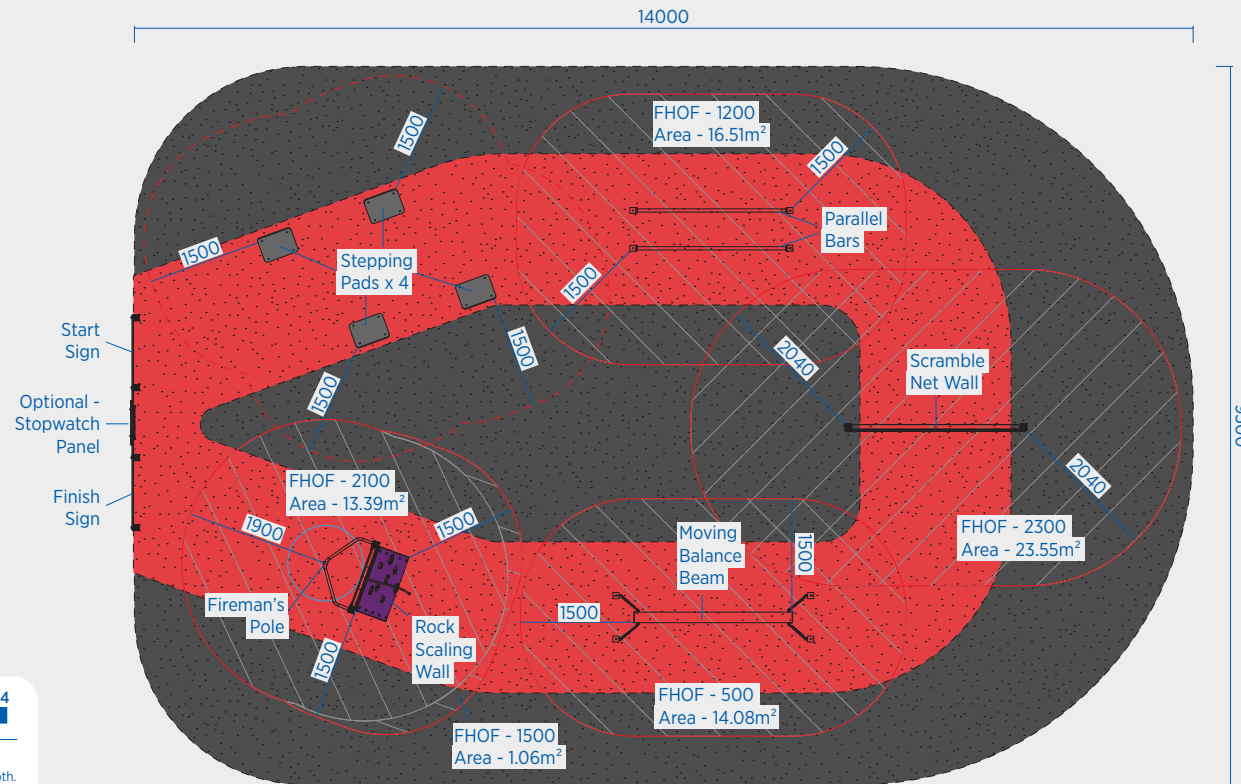 14000
1500
FHOF - 1200
Area - 16.51m²
1500
Parallel
Bars
1500
Stepping
Pads x 4
1500
Start
Sign
1500
2040
Scramble
Net Wall
1500
Optional -
Stopwatch
Panel
2040
FHOF - 2100
Area - 13.39m²
Finish
Sign
1900
1500
Moving
Balance
Beam
1500
FHOF - 2300
Area - 23.55m²
Fireman's
Pole
1500
Rock
Scaling
Wall
1500
FHOF - 500
Area - 14.08m²
FHOF - 1500
Area - 1.06m²
4
pth.